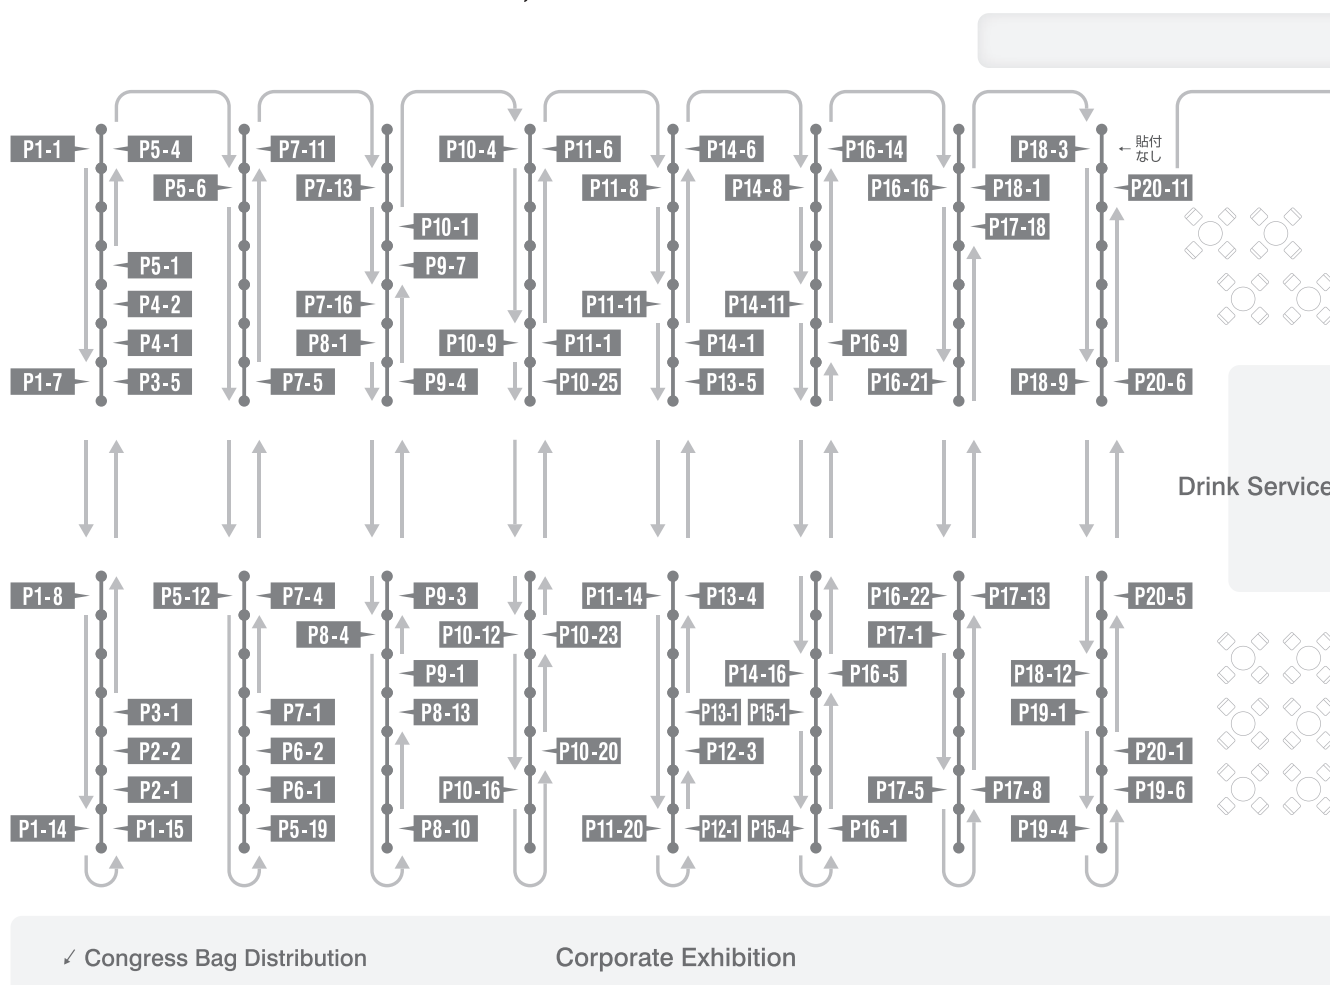 P1-1 P5-4 P7-11 P10-4 P11-6 P14-6 P16-14 P18-3 ←貼付
なし
P5-6 P7-13 P11-8 P14-8 P16-16 P18-1 P20-11
P10-1 P17-18
P5-1 P9-7
P4-2 P7-16 P11-11 P14-11
P4-1 P8-1 P10-9 P11-1 P14-1 P16-9
P1-7 P3-5 P7-5 P9-4 P10-25 P13-5 P16-21 P18-9 P20-6
Drink Service
P1-8 P5-12 P7-4 P9-3 P11-14 P13-4 P16-22 P17-13 P20-5
P8-4 P10-12 P10-23 P17-1
P9-1 P14-16 P16-5 P18-12
P3-1 P7-1 P8-13 P13-1 P15-1 P19-1
P2-2 P6-2 P10-20 P12-3 P20-1
P2-1 P6-1 P10-16 P17-5 P17-8 P19-6
P1-14 P1-15 P5-19 P8-10 P11-20 P12-1 P15-4 P16-1 P19-4
↙ Congress Bag Distribution Corporate Exhibition